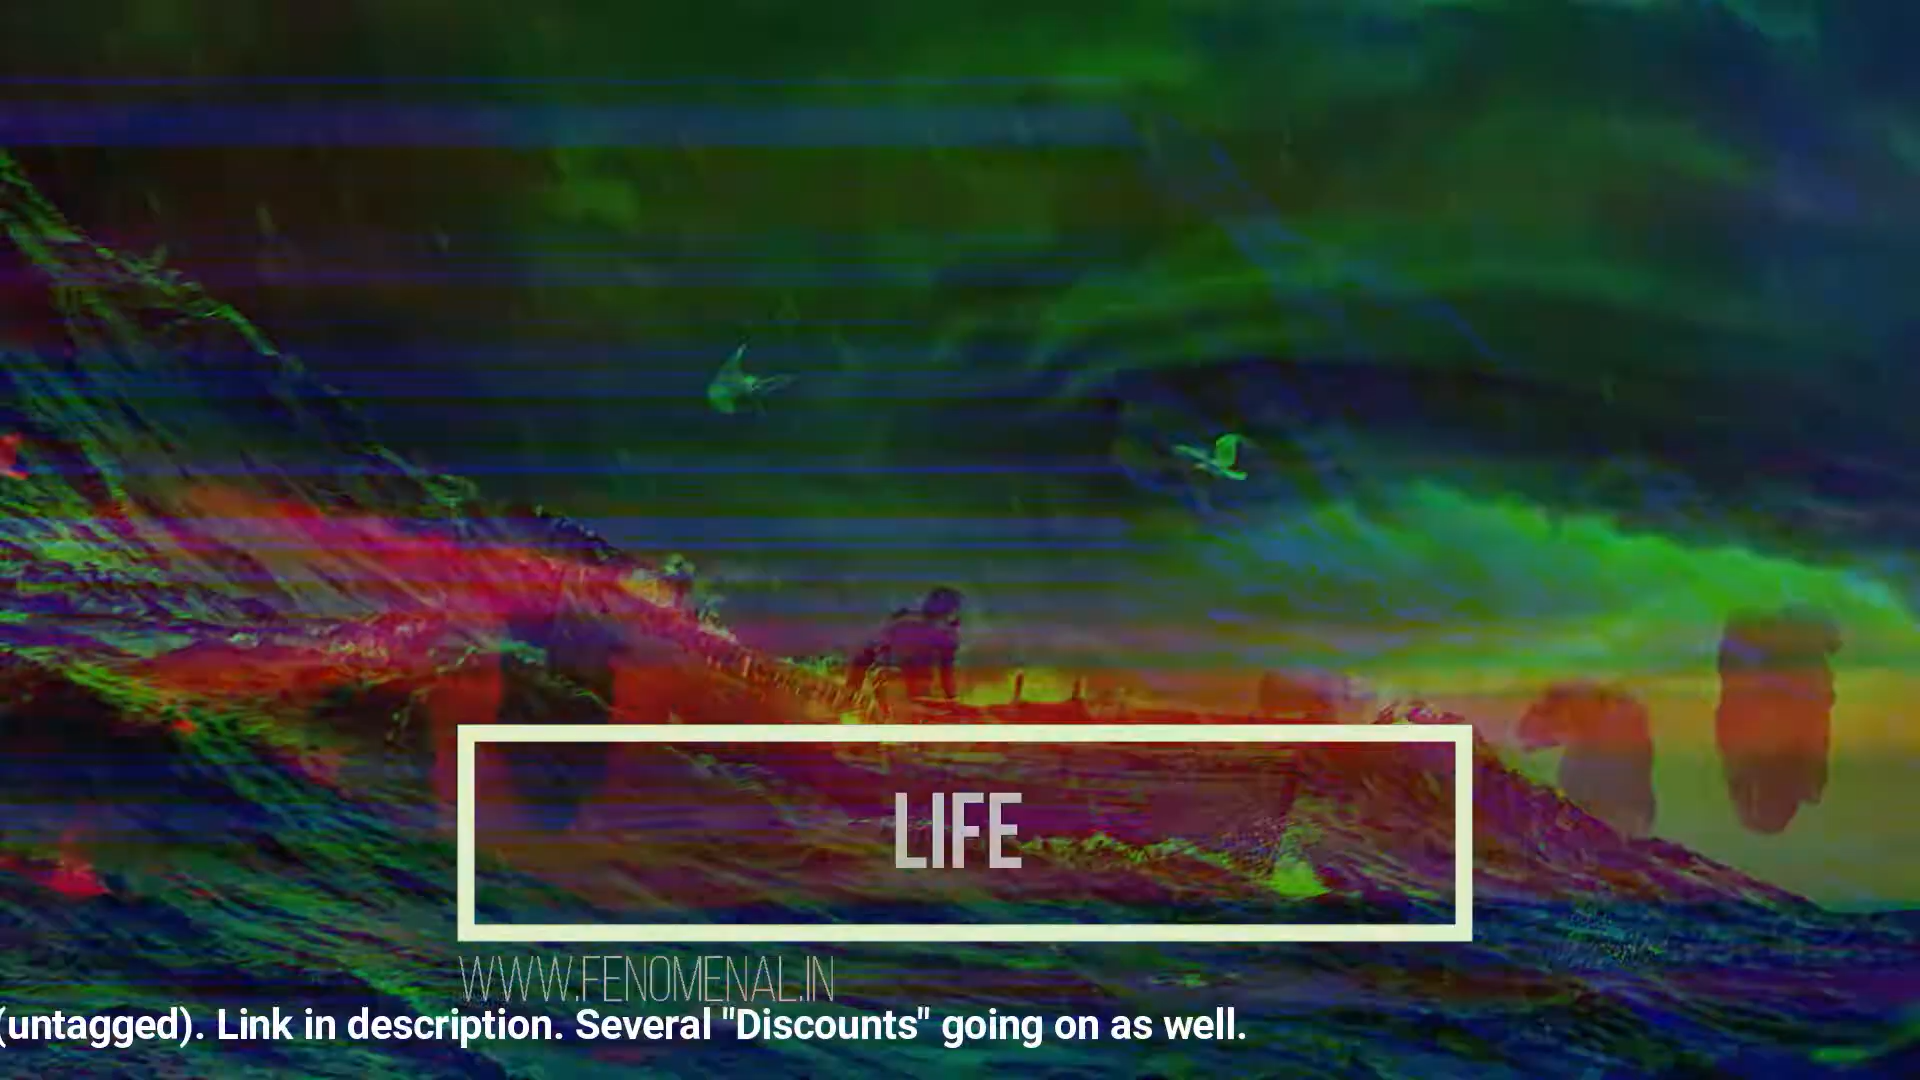 LIFE
WWW.FENOMENAL.IN
(untagged). Link in description. Several "Discounts" going on as well.